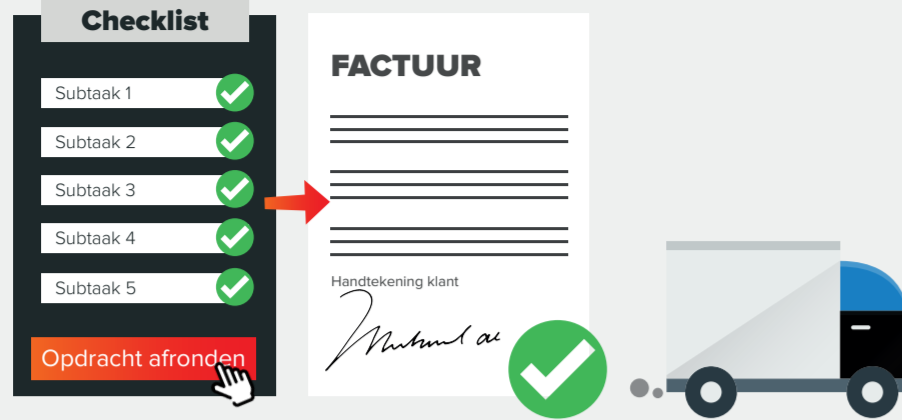 Checklist
Subtaak 1
Subtaak 2
Subtaak 3
Subtaak 4
Subtaak 5
Opdracht afronden
FACTUUR
Handtekening klant